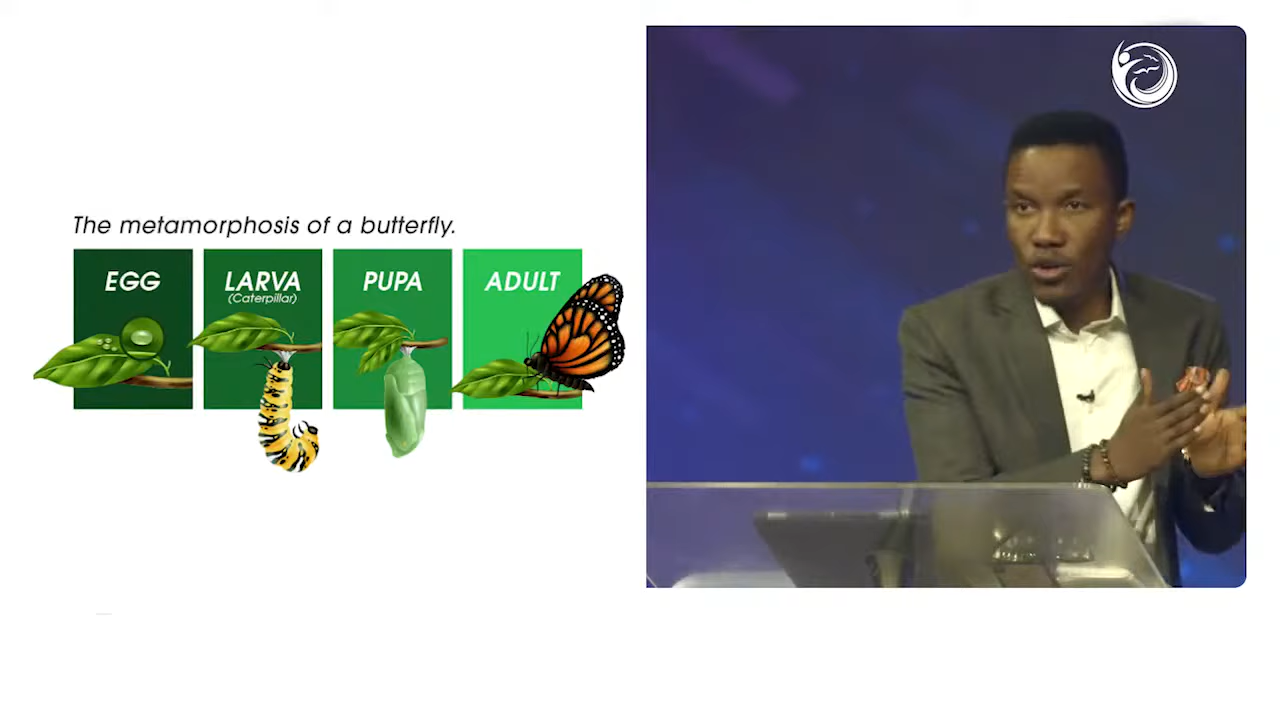 The metamorphosis of a butterfly.
EGG
LARVA
(Caterpillar)
PUPA
ADULT